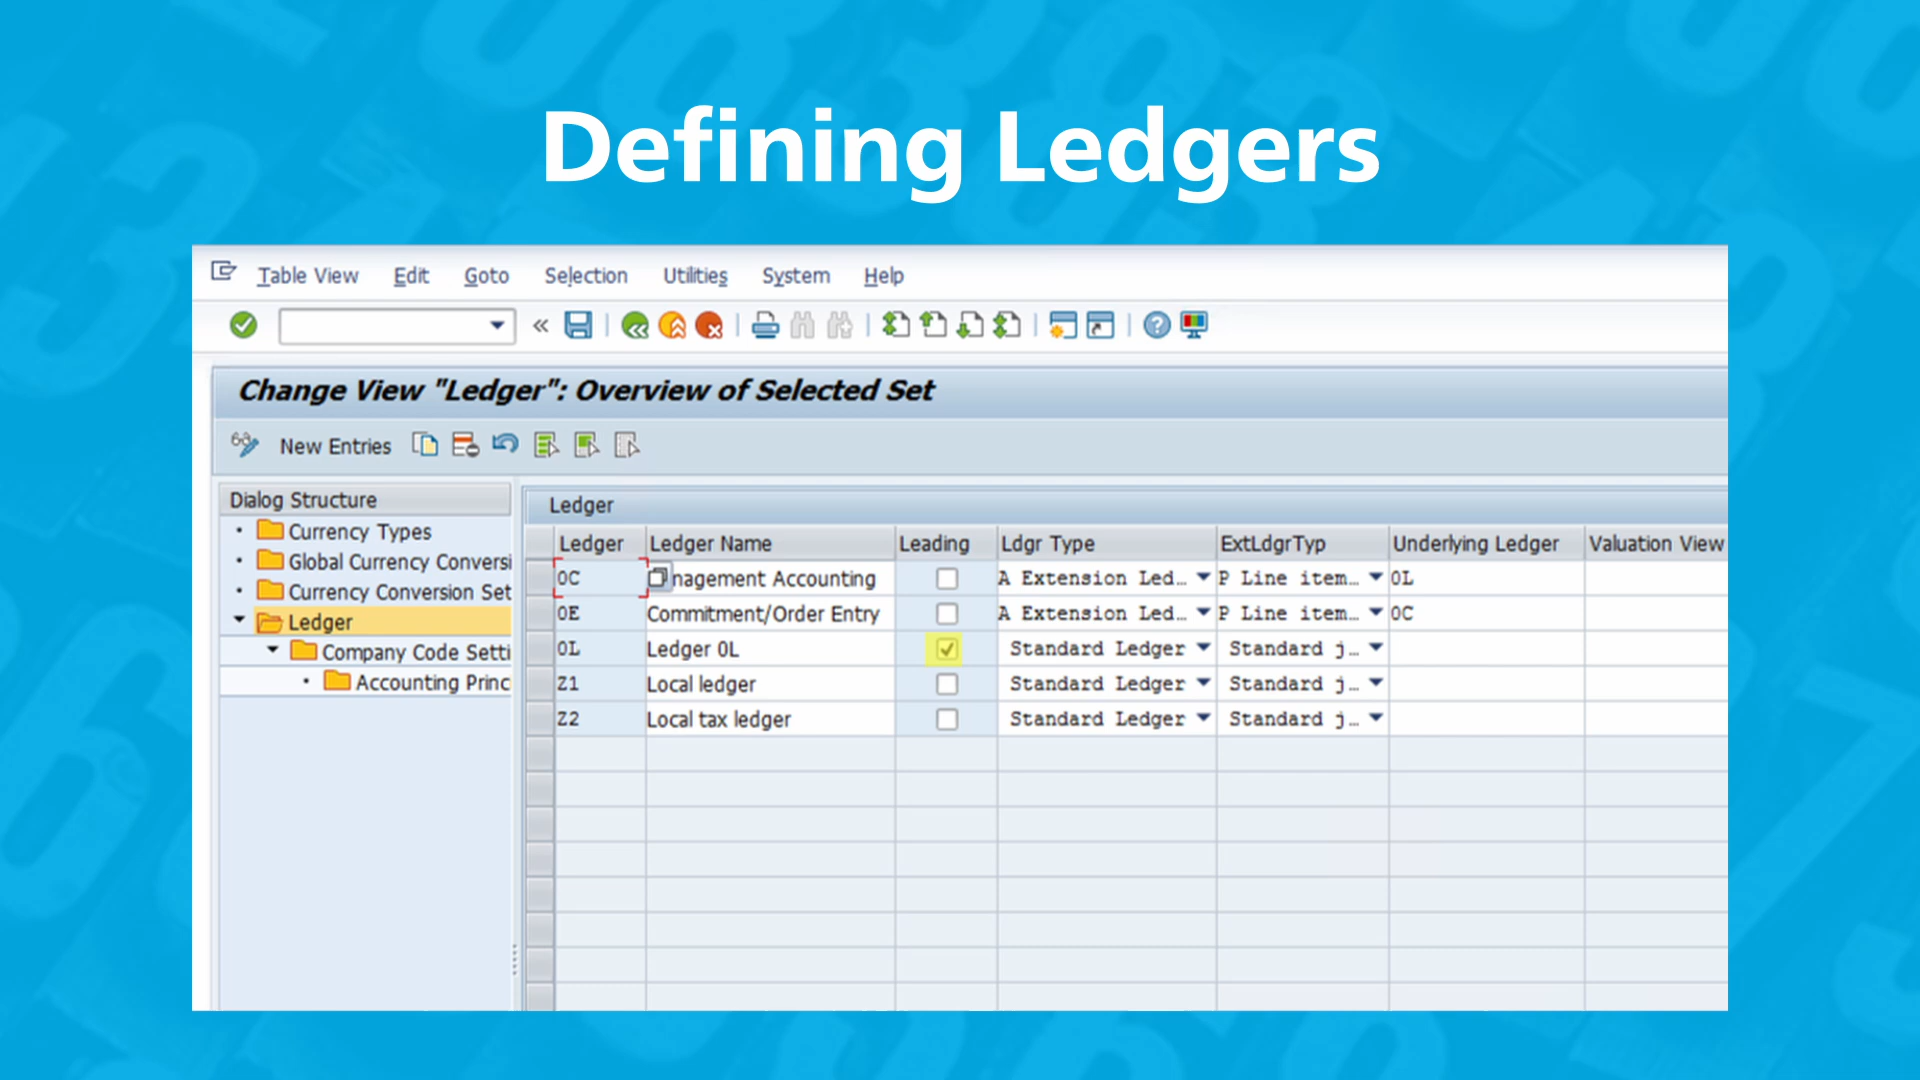 Defining Ledgers
Table View Edit Goto Selection Utilities System Help
Change View "Ledger": Overview of Selected Set
New Entries
Dialog Structure
Currency Types
Global Currency Conversi
Currency Conversion Set
Ledger
Company Code Setti
Accounting Princ
Ledger
Ledger Ledger Name Leading Ldgr Type ExtLdgrTyp Underlying Ledger Valuation View
0C nagement Accounting A Extension Led… P Line item… 0L
0E Commitment/Order Entry A Extension Led… P Line item… 0C
0L Ledger 0L Standard Ledger Standard j…
Z1 Local ledger Standard Ledger Standard j…
Z2 Local tax ledger Standard Ledger Standard j…